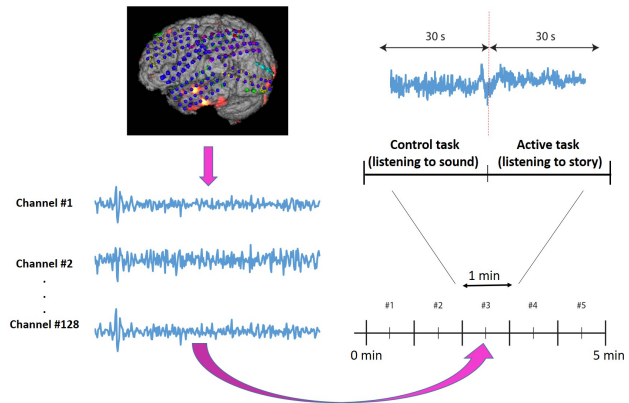 30 s
30 s
Control task
(listening to sound)
Active task
(listening to story)
Channel #1
Channel #2
.
.
.
Channel #128
1 min
#1
#2
#3
#4
#5
0 min
5 min